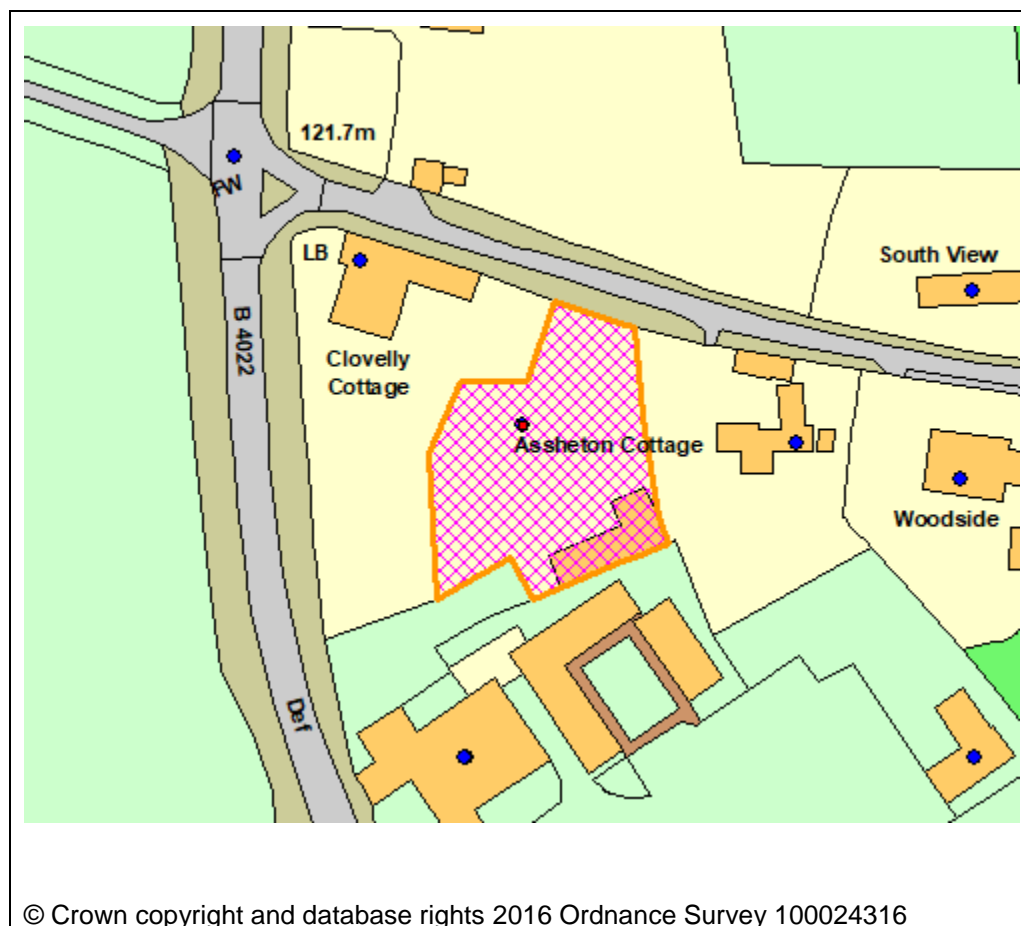 121.7m
PW
LB
South View
B 4022
Clovelly
Cottage
Assheton Cottage
Woodside
Def
© Crown copyright and database rights 2016 Ordnance Survey 100024316